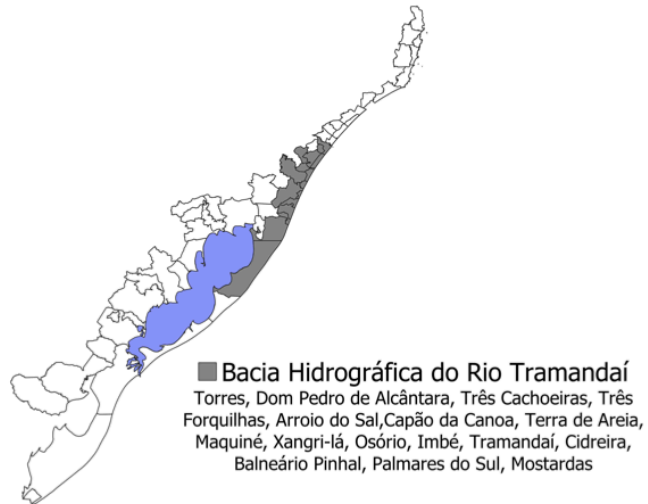 Bacia Hidrográfica do Rio Tramandaí
Torres, Dom Pedro de Alcântara, Três Cachoeiras, Três
Forquilhas, Arroio do Sal,Capão da Canoa, Terra de Areia,
Maquiné, Xangri-lá, Osório, Imbé, Tramandaí, Cidreira,
Balneário Pinhal, Palmares do Sul, Mostardas